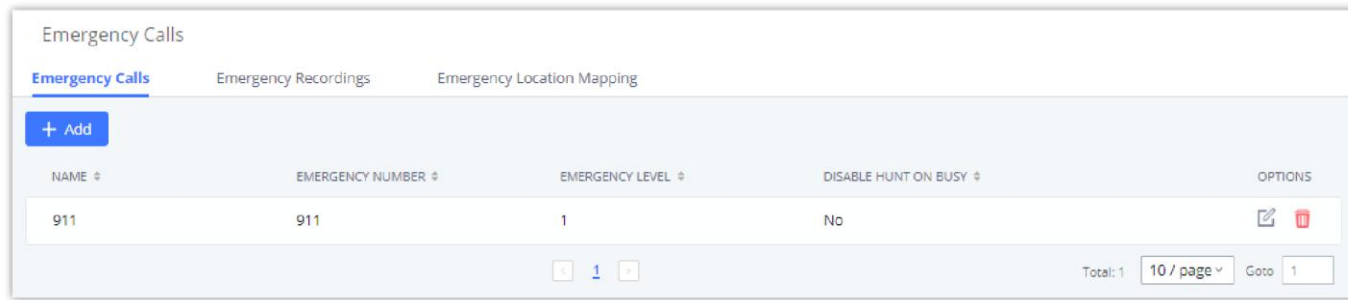 Emergency Calls
Emergency Calls Emergency Recordings Emergency Location Mapping
+ Add
NAME EMERGENCY NUMBER EMERGENCY LEVEL DISABLE HUNT ON BUSY OPTIONS
911 911 1 No
1 Total: 1 10 / page Goto 1